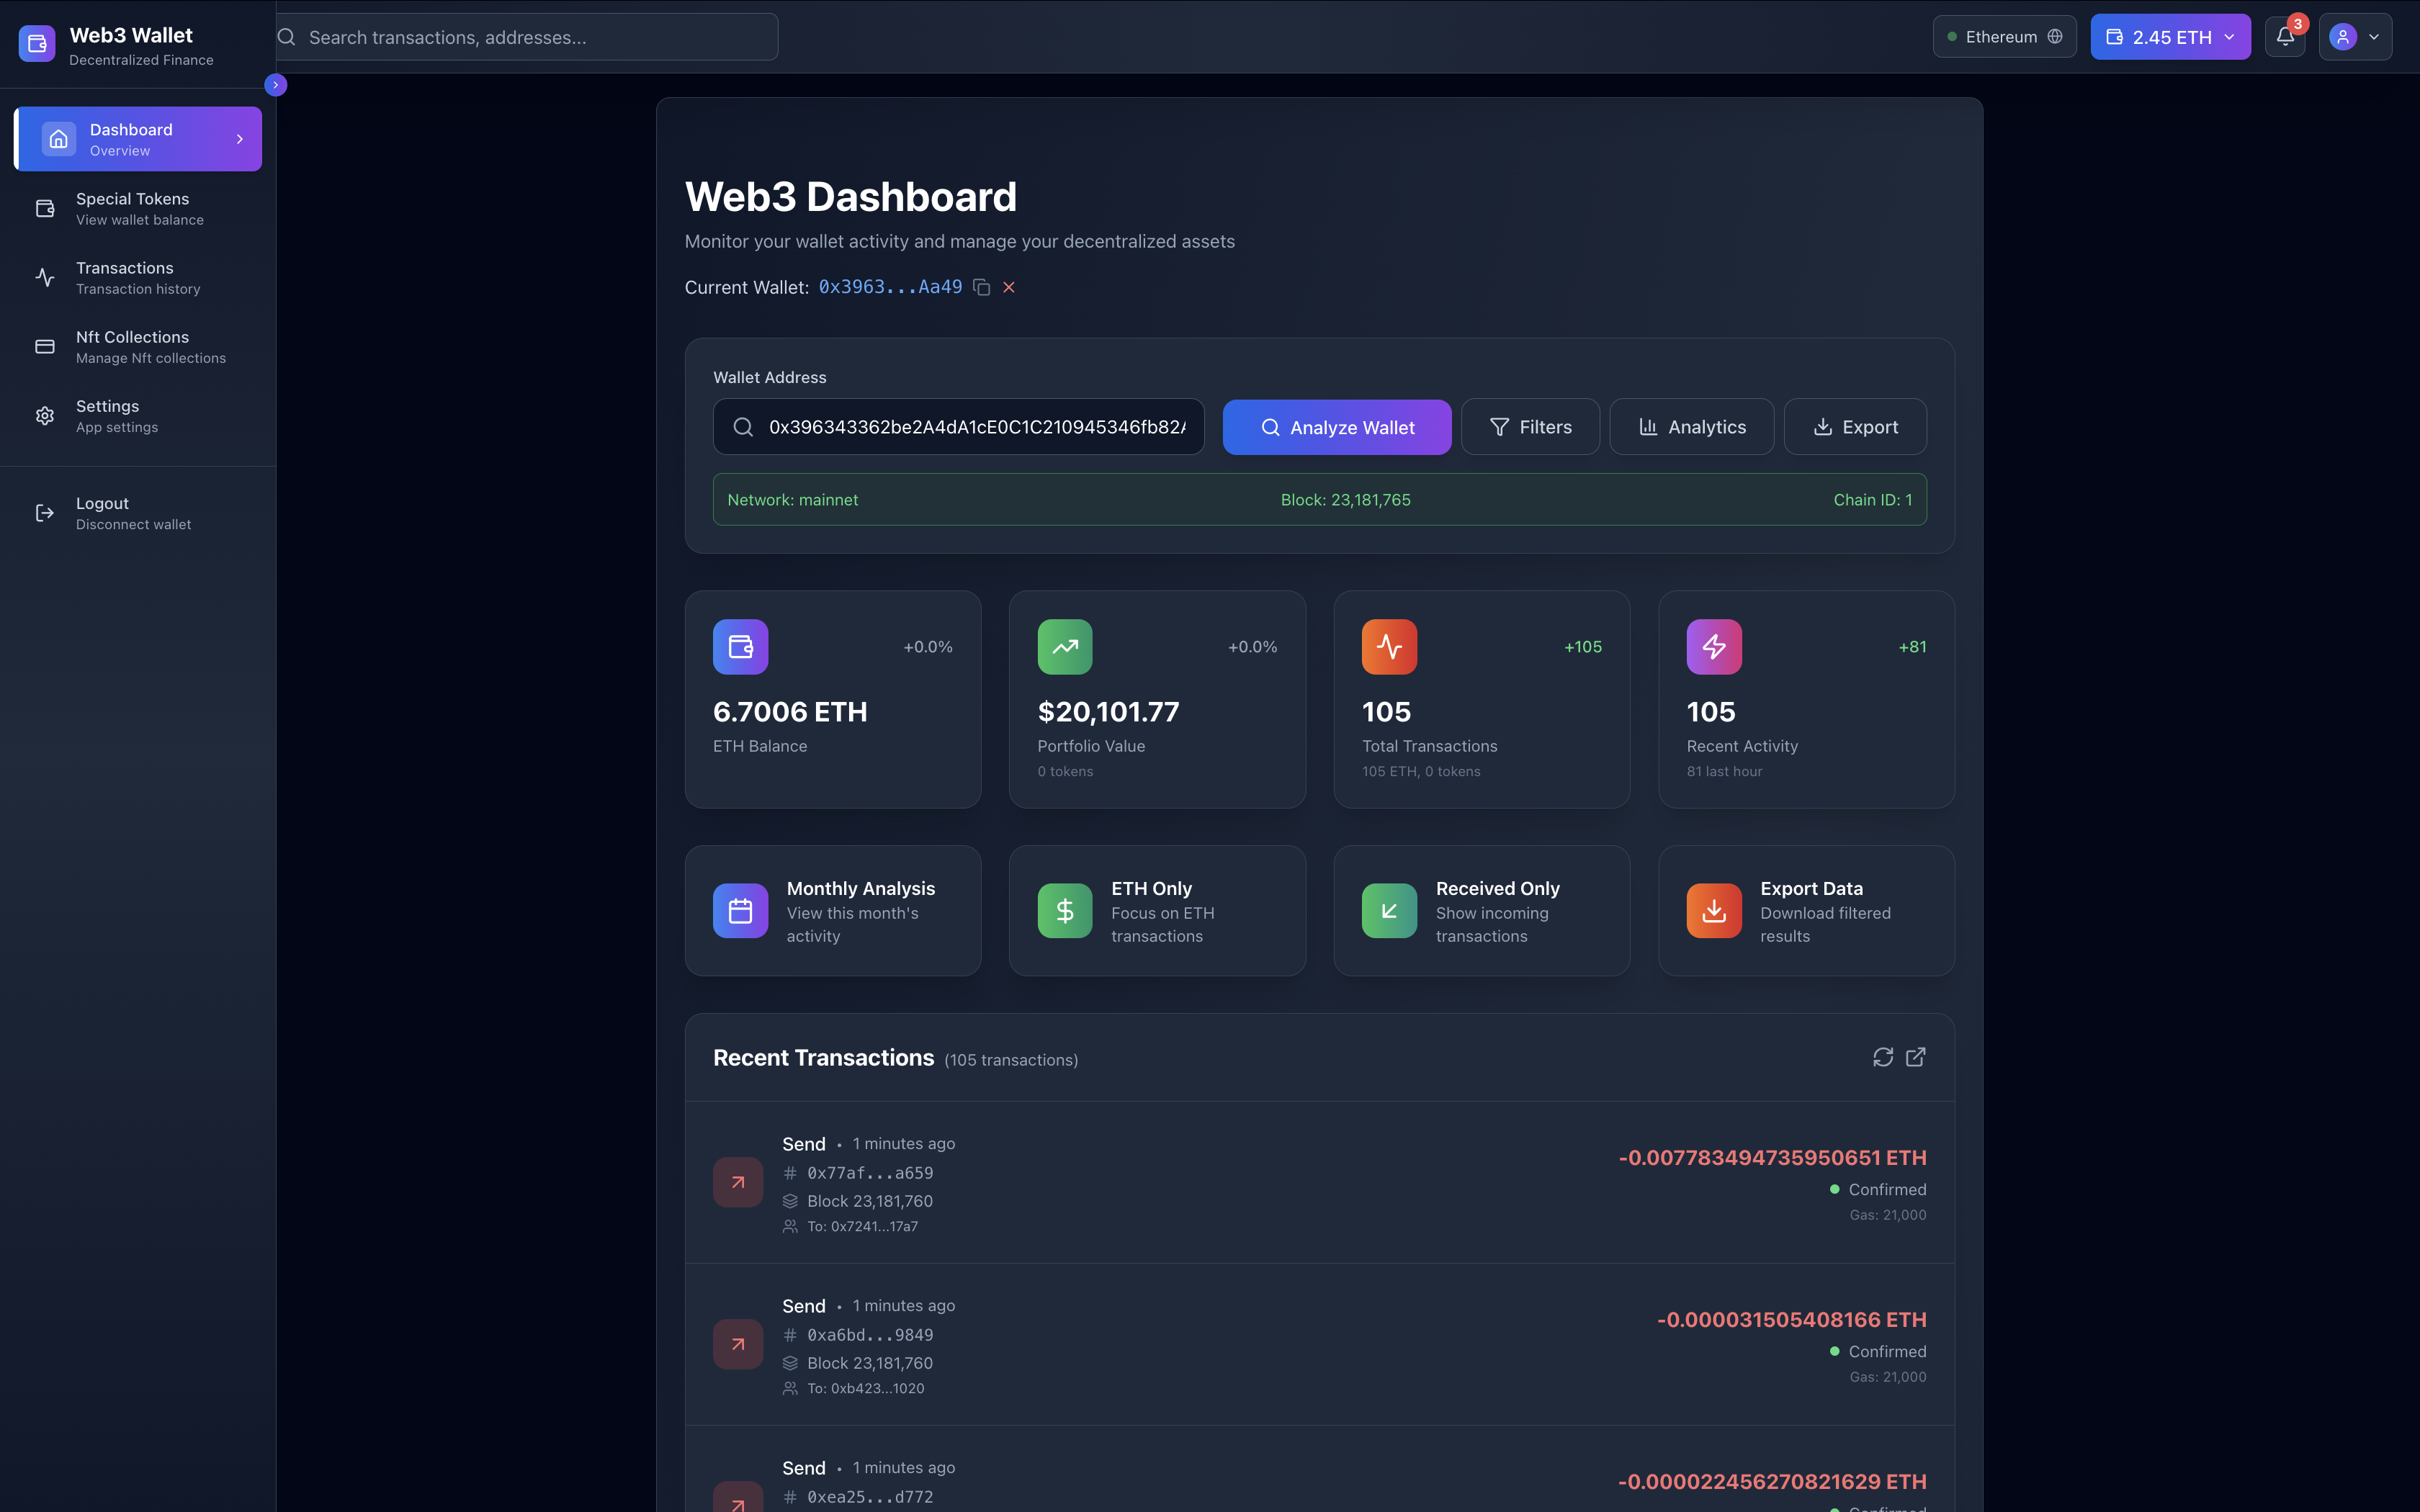 Web3 Wallet
Decentralized Finance
Search transactions, addresses...
Ethereum
2.45 ETH
3
Dashboard
Overview
Special Tokens
View wallet balance
Transactions
Transaction history
Nft Collections
Manage Nft collections
Settings
App settings
Logout
Disconnect wallet
Web3 Dashboard
Monitor your wallet activity and manage your decentralized assets
Current Wallet: 0x3963...Aa49
Wallet Address
0x396343362be2A4dA1cE0C1C210945346fb82A
Analyze Wallet
Filters
Analytics
Export
Network: mainnet
Block: 23,181,765
Chain ID: 1
+0.0%
6.7006 ETH
ETH Balance
+0.0%
$20,101.77
Portfolio Value
0 tokens
+105
105
Total Transactions
105 ETH, 0 tokens
+81
105
Recent Activity
81 last hour
Monthly Analysis
View this month's
activity
ETH Only
Focus on ETH
transactions
Received Only
Show incoming
transactions
Export Data
Download filtered
results
Recent Transactions (105 transactions)
Send • 1 minutes ago
0x77af...a659
Block 23,181,760
To: 0x7241...17a7
-0.007783494735950651 ETH
Confirmed
Gas: 21,000
Send • 1 minutes ago
0xa6bd...9849
Block 23,181,760
To: 0xb423...1020
-0.000031505408166 ETH
Confirmed
Gas: 21,000
Send • 1 minutes ago
0xea25...d772
-0.000022456270821629 ETH
Confirmed